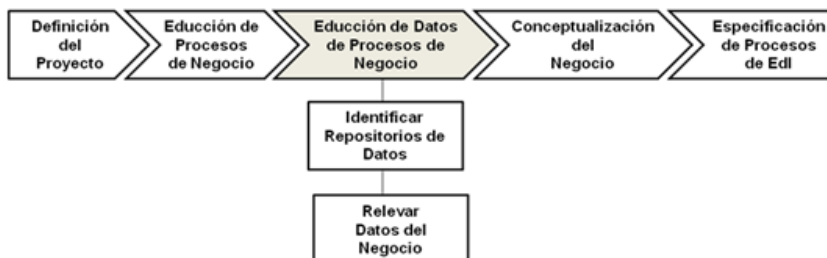 Definición
del
Proyecto
Educción de
Procesos
de Negocio
Educción de Datos
de Procesos de
Negocio
Conceptualización
del
Negocio
Especificación
de Procesos
de EdI
Identificar
Repositorios de
Datos
Relevar
Datos del
Negocio